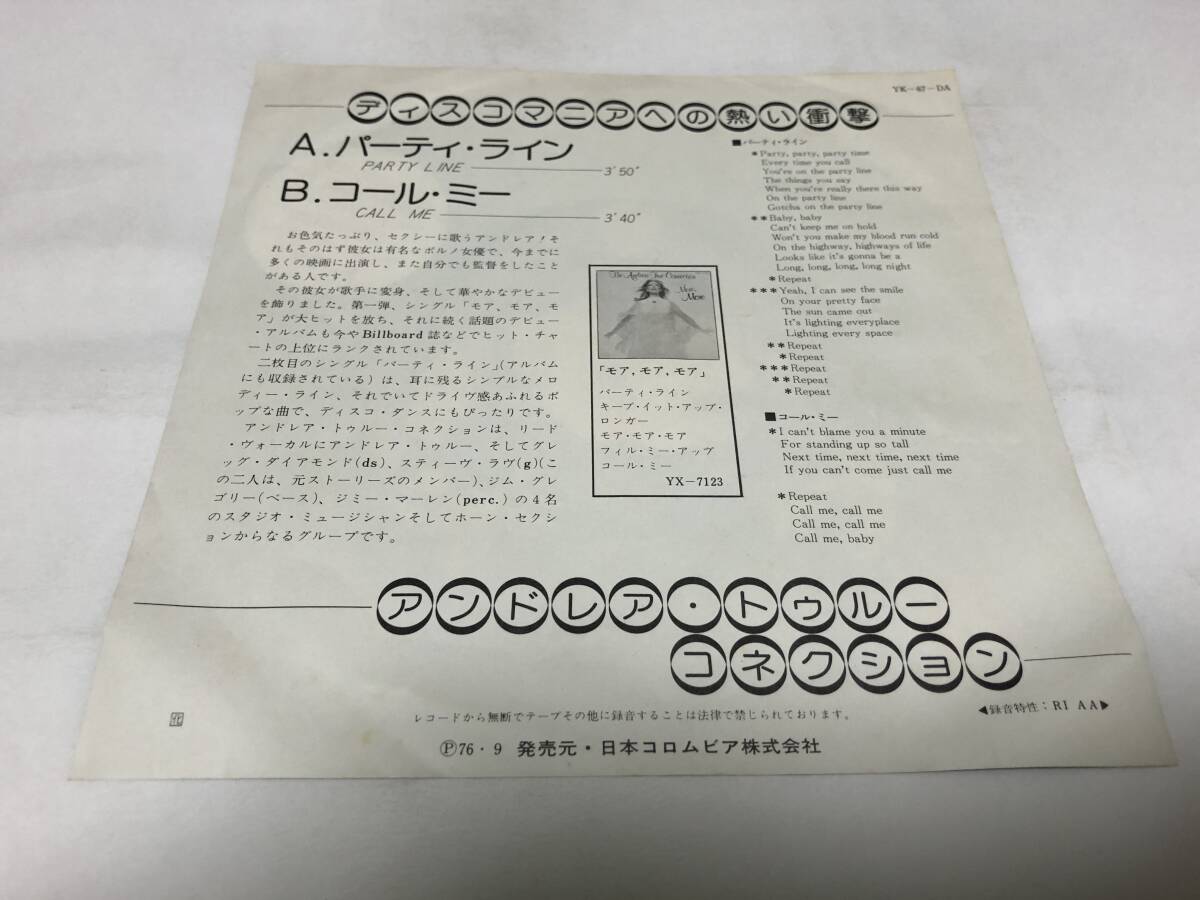 YK-67-DA
ディスコマニアへの熱い衝撃
A.パーティ・ライン
PARTY LINE 3'50"
B.コール・ミー
CALL ME 3'40"
お色気たっぷり、セクシーに歌うアンドレア！そ
れもそのはず彼女は有名なポルノ女優で、今までに
多くの映画に出演し、また自分でも監督をしたこと
がある人です。
その彼女が歌手に変身、そして華やかなデビュー
を飾りました。第一弾、シングル「モア、モア、モ
ア」が大ヒットを放ち、それに続く話題のデビュー
・アルバムも今やBillboard誌などでヒット・チャ
ートの上位にランクされています。
二枚目のシングル「パーティ・ライン」(アルバム
にも収録されている)は、耳に残るシンプルなメロ
ディー・ライン、それでいてドライヴ感あふれるポ
ップな曲で、ディスコ・ダンスにもぴったりです。
アンドレア・トゥルー・コネクションは、リード
・ヴォーカルにアンドレア・トゥルー、そしてグレ
ッグ・ダイアモンド(ds)、スティーヴ・ラヴ(g)(こ
の二人は、元ストーリーズのメンバー)、ジム・グレ
ゴリー(ベース)、ジミー・マーレン(perc.)の4名
のスタジオ・ミュージシャンそしてホーン・セクシ
ョンからなるグループです。
The Andrea True Connection
More, More
「モア, モア, モア」
パーティ・ライン
キープ・イット・アップ・
ロンガー
モア・モア・モア
フィル・ミー・アップ
コール・ミー
YX-7123
■パーティ・ライン
*Party, party, party time
Every time you call
You're on the party line
The things you say
When you're really there this way
On the party line
Gotcha on the party line
**Baby, baby
Can't keep me on hold
Won't you make my blood run cold
On the highway, highways of life
Looks like it's gonna be a
Long, long, long, long night
*Repeat
***Yeah, I can see the smile
On your pretty face
The sun came out
It's lighting everyplace
Lighting every space
**Repeat
*Repeat
***Repeat
**Repeat
*Repeat
■コール・ミー
*I can't blame you a minute
For standing up so tall
Next time, next time, next time
If you can't come just call me
*Repeat
Call me, call me
Call me, call me
Call me, baby
アンドレア・トゥルー
コネクション
レコードから無断でテープその他に録音することは法律で禁じられております。
◀録音特性：RIAA▶
Ⓟ76・9 発売元・日本コロムビア株式会社